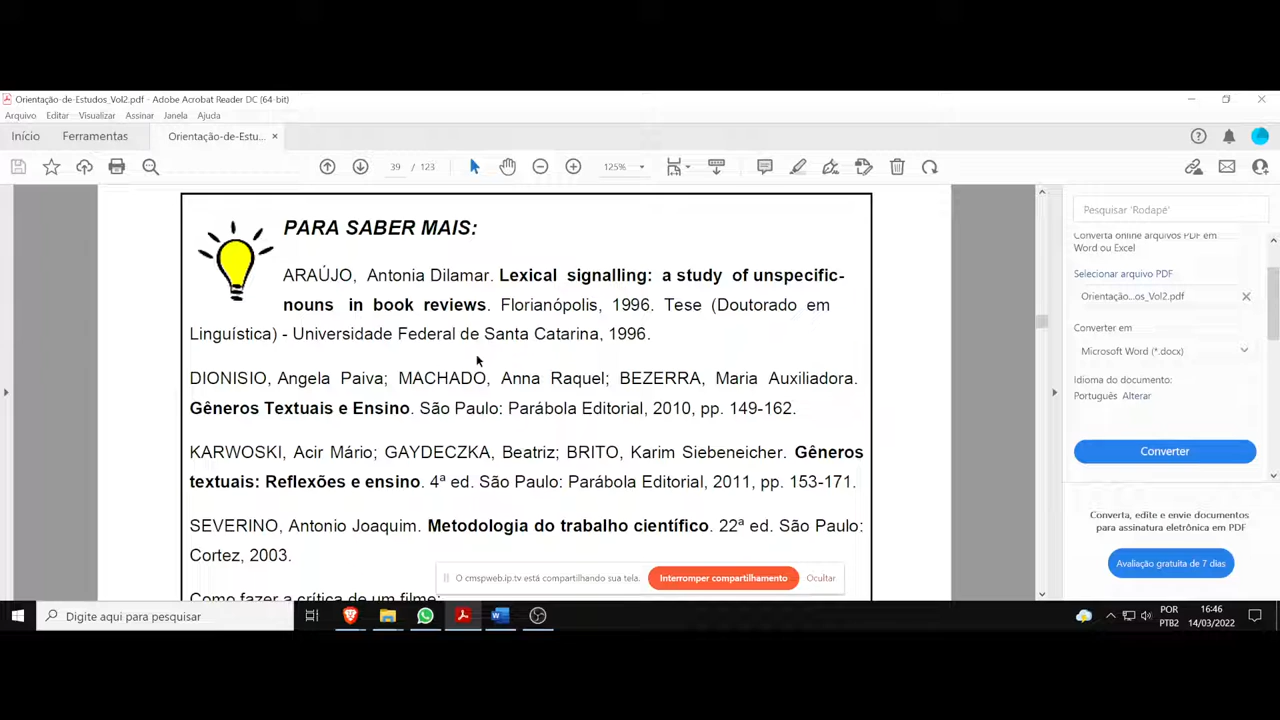 Orientação-de-Estudos_Vol2.pdf - Adobe Acrobat Reader DC (64-bit)
Arquivo Editar Visualizar Assinar Janela Ajuda
Início Ferramentas Orientação-de-Estu... ×
39 / 123 125%
PARA SABER MAIS:
ARAÚJO, Antonia Dilamar. Lexical signalling: a study of unspecific-
nouns in book reviews. Florianópolis, 1996. Tese (Doutorado em
Linguística) - Universidade Federal de Santa Catarina, 1996.
DIONISIO, Angela Paiva; MACHADO, Anna Raquel; BEZERRA, Maria Auxiliadora.
Gêneros Textuais e Ensino. São Paulo: Parábola Editorial, 2010, pp. 149-162.
KARWOSKI, Acir Mário; GAYDECZKA, Beatriz; BRITO, Karim Siebeneicher. Gêneros
textuais: Reflexões e ensino. 4ª ed. São Paulo: Parábola Editorial, 2011, pp. 153-171.
SEVERINO, Antonio Joaquim. Metodologia do trabalho científico. 22ª ed. São Paulo:
Cortez, 2003.
Como fazer a crítica de um filme:
O cmspweb.ip.tv está compartilhando sua tela. Interromper compartilhamento Ocultar
Pesquisar 'Rodapé'
Converta online arquivos PDF em
Word ou Excel
Selecionar arquivo PDF
Orientação...os_Vol2.pdf
Converter em
Microsoft Word (*.docx)
Idioma do documento:
Português Alterar
Converter
Converta, edite e envie documentos
para assinatura eletrônica em PDF
Avaliação gratuita de 7 dias
Digite aqui para pesquisar
POR
PTB2
16:46
14/03/2022